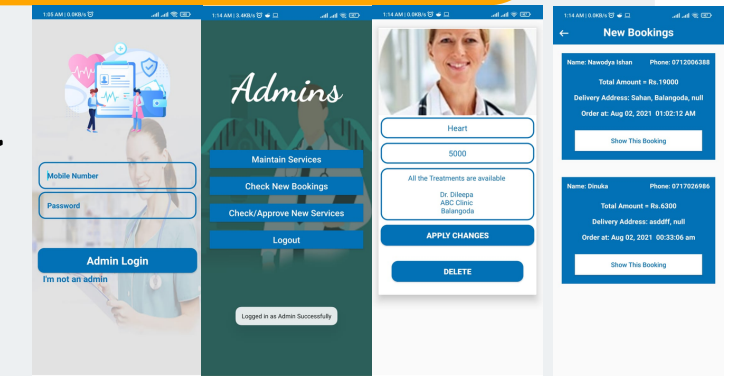 1:05 AM | 0.0KB/s
Mobile Number
Password
Admin Login
I'm not an admin
1:14 AM | 3.4KB/s
Admins
Maintain Services
Check New Bookings
Check/Approve New Services
Logout
Logged in as Admin Successfully
1:14 AM | 0.0KB/s
Heart
5000
All the Treatments are available
Dr. Dileepa
ABC Clinic
Balangoda
APPLY CHANGES
DELETE
1:14 AM | 0.0KB/s
New Bookings
Name: Nawodya Ishan Phone: 0712006388
Total Amount = Rs.19000
Delivery Address: Sahan, Balangoda, null
Order at: Aug 02, 2021 01:02:12 AM
Show This Booking
Name: Dinuka Phone: 0717026986
Total Amount = Rs.6300
Delivery Address: asddff, null
Order at: Aug 02, 2021 00:33:06 am
Show This Booking